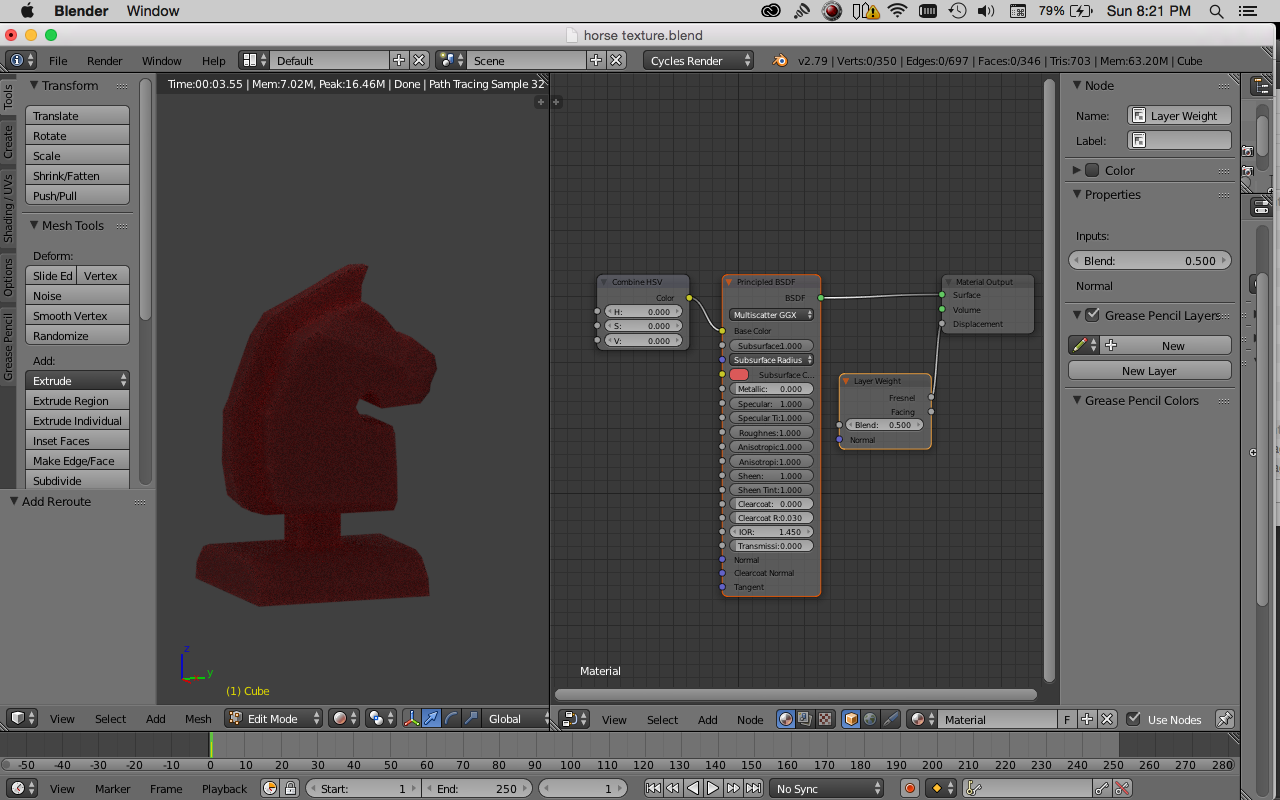 Blender Window 79% Sun 8:21 PM
horse texture.blend
File Render Window Help Default Scene Cycles Render v2.79 | Verts:0/350 | Edges:0/697 | Faces:0/346 | Tris:703 | Mem:63.20M | Cube
Time:00:03.55 | Mem:7.02M, Peak:16.46M | Done | Path Tracing Sample 32
Tools
Create
Shading / UVs
Options
Grease Pencil
Transform
Translate
Rotate
Scale
Shrink/Fatten
Push/Pull
Mesh Tools
Deform:
Slide Ed Vertex
Noise
Smooth Vertex
Randomize
Add:
Extrude
Extrude Region
Extrude Individual
Inset Faces
Make Edge/Face
Subdivide
Add Reroute
z
y
(1) Cube
Combine HSV
Color
H: 0.000
S: 0.000
V: 0.000
Principled BSDF
BSDF
Multiscatter GGX
Base Color
Subsurface:1.000
Subsurface Radius
Subsurface C...
Metallic: 0.000
Specular: 1.000
Specular Ti:1.000
Roughnes:1.000
Anisotropic:1.000
Anisotropi:1.000
Sheen: 1.000
Sheen Tint:1.000
Clearcoat: 0.000
Clearcoat R:0.030
IOR: 1.450
Transmissi:0.000
Normal
Clearcoat Normal
Tangent
Layer Weight
Fresnel
Facing
Blend: 0.500
Normal
Material Output
Surface
Volume
Displacement
Material
Node
Name: Layer Weight
Label:
Color
Properties
Inputs:
Blend: 0.500
Normal
Grease Pencil Layers
New
New Layer
Grease Pencil Colors
View Select Add Mesh Edit Mode Global
View Select Add Node Material F Use Nodes
-50 -40 -30 -20 -10 0 10 20 30 40 50 60 70 80 90 100 110 120 130 140 150 160 170 180 190 200 210 220 230 240 250 260 270 280
View Marker Frame Playback Start: 1 End: 250 1 No Sync